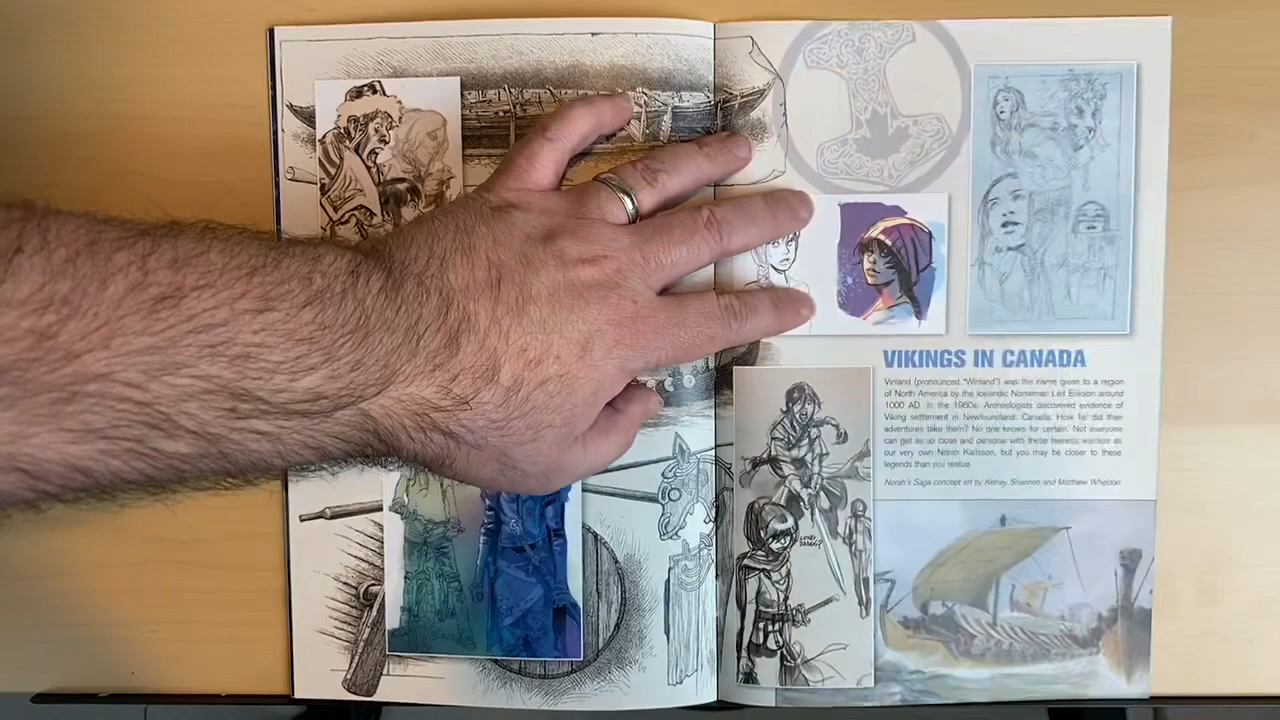 VIKINGS IN CANADA
Vinland (pronounced "Winland") was the name given to a region
of North America by the Icelandic Norseman Leif Erikson around
1000 AD. In the 1960s, Archeologists discovered evidence of
Viking settlement in Newfoundland, Canada. How far did their
adventures take them? No one knows for certain. Not everyone
can get as up close and personal with these fearless warriors as
our very own Norah Karlsson, but you may be closer to these
legends than you realize.
Norah's Saga concept art by Kelsey Shannon and Matthew Wheldon